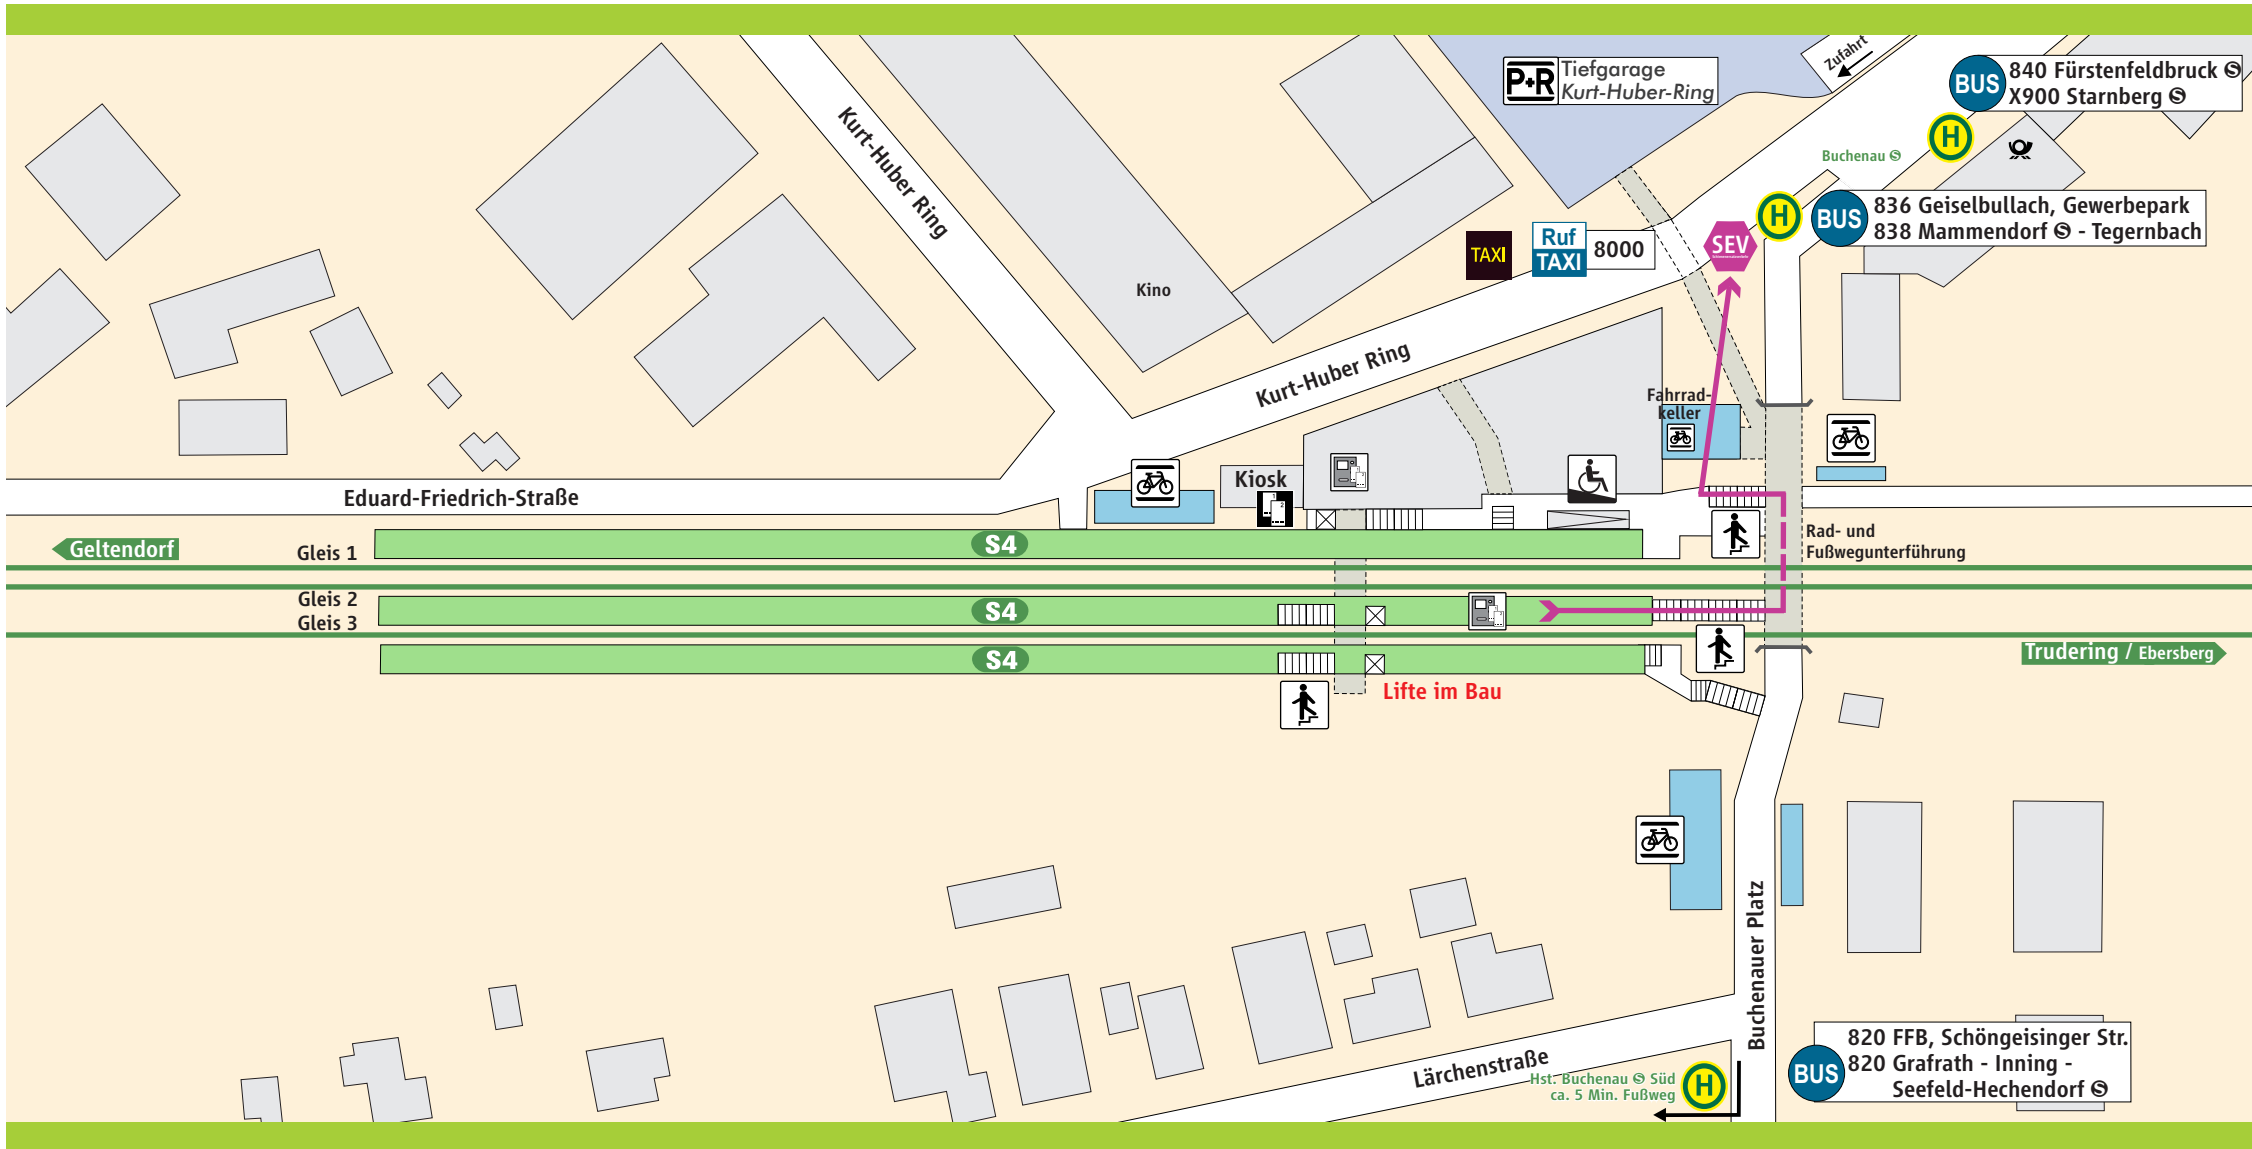 Zufahrt
P+R
Tiefgarage
Kurt-Huber-Ring
BUS
840 Fürstenfeldbruck S
X900 Starnberg S
H
Buchenau S
H
BUS
836 Geiselbullach, Gewerbepark
838 Mammendorf S - Tegernbach
Kurt-Huber Ring
TAXI
Ruf
TAXI
8000
SEV
Kino
Kurt-Huber Ring
Fahrrad-
keller
Kiosk
1
2
Eduard-Friedrich-Straße
Geltendorf
Gleis 1
S4
Rad- und
Fußwegunterführung
Gleis 2
S4
Gleis 3
S4
Trudering / Ebersberg
Lifte im Bau
Buchenauer Platz
Lärchenstraße
Hst. Buchenau S Süd
ca. 5 Min. Fußweg
H
BUS
820 FFB, Schöngeisinger Str.
820 Grafrath - Inning -
Seefeld-Hechendorf S